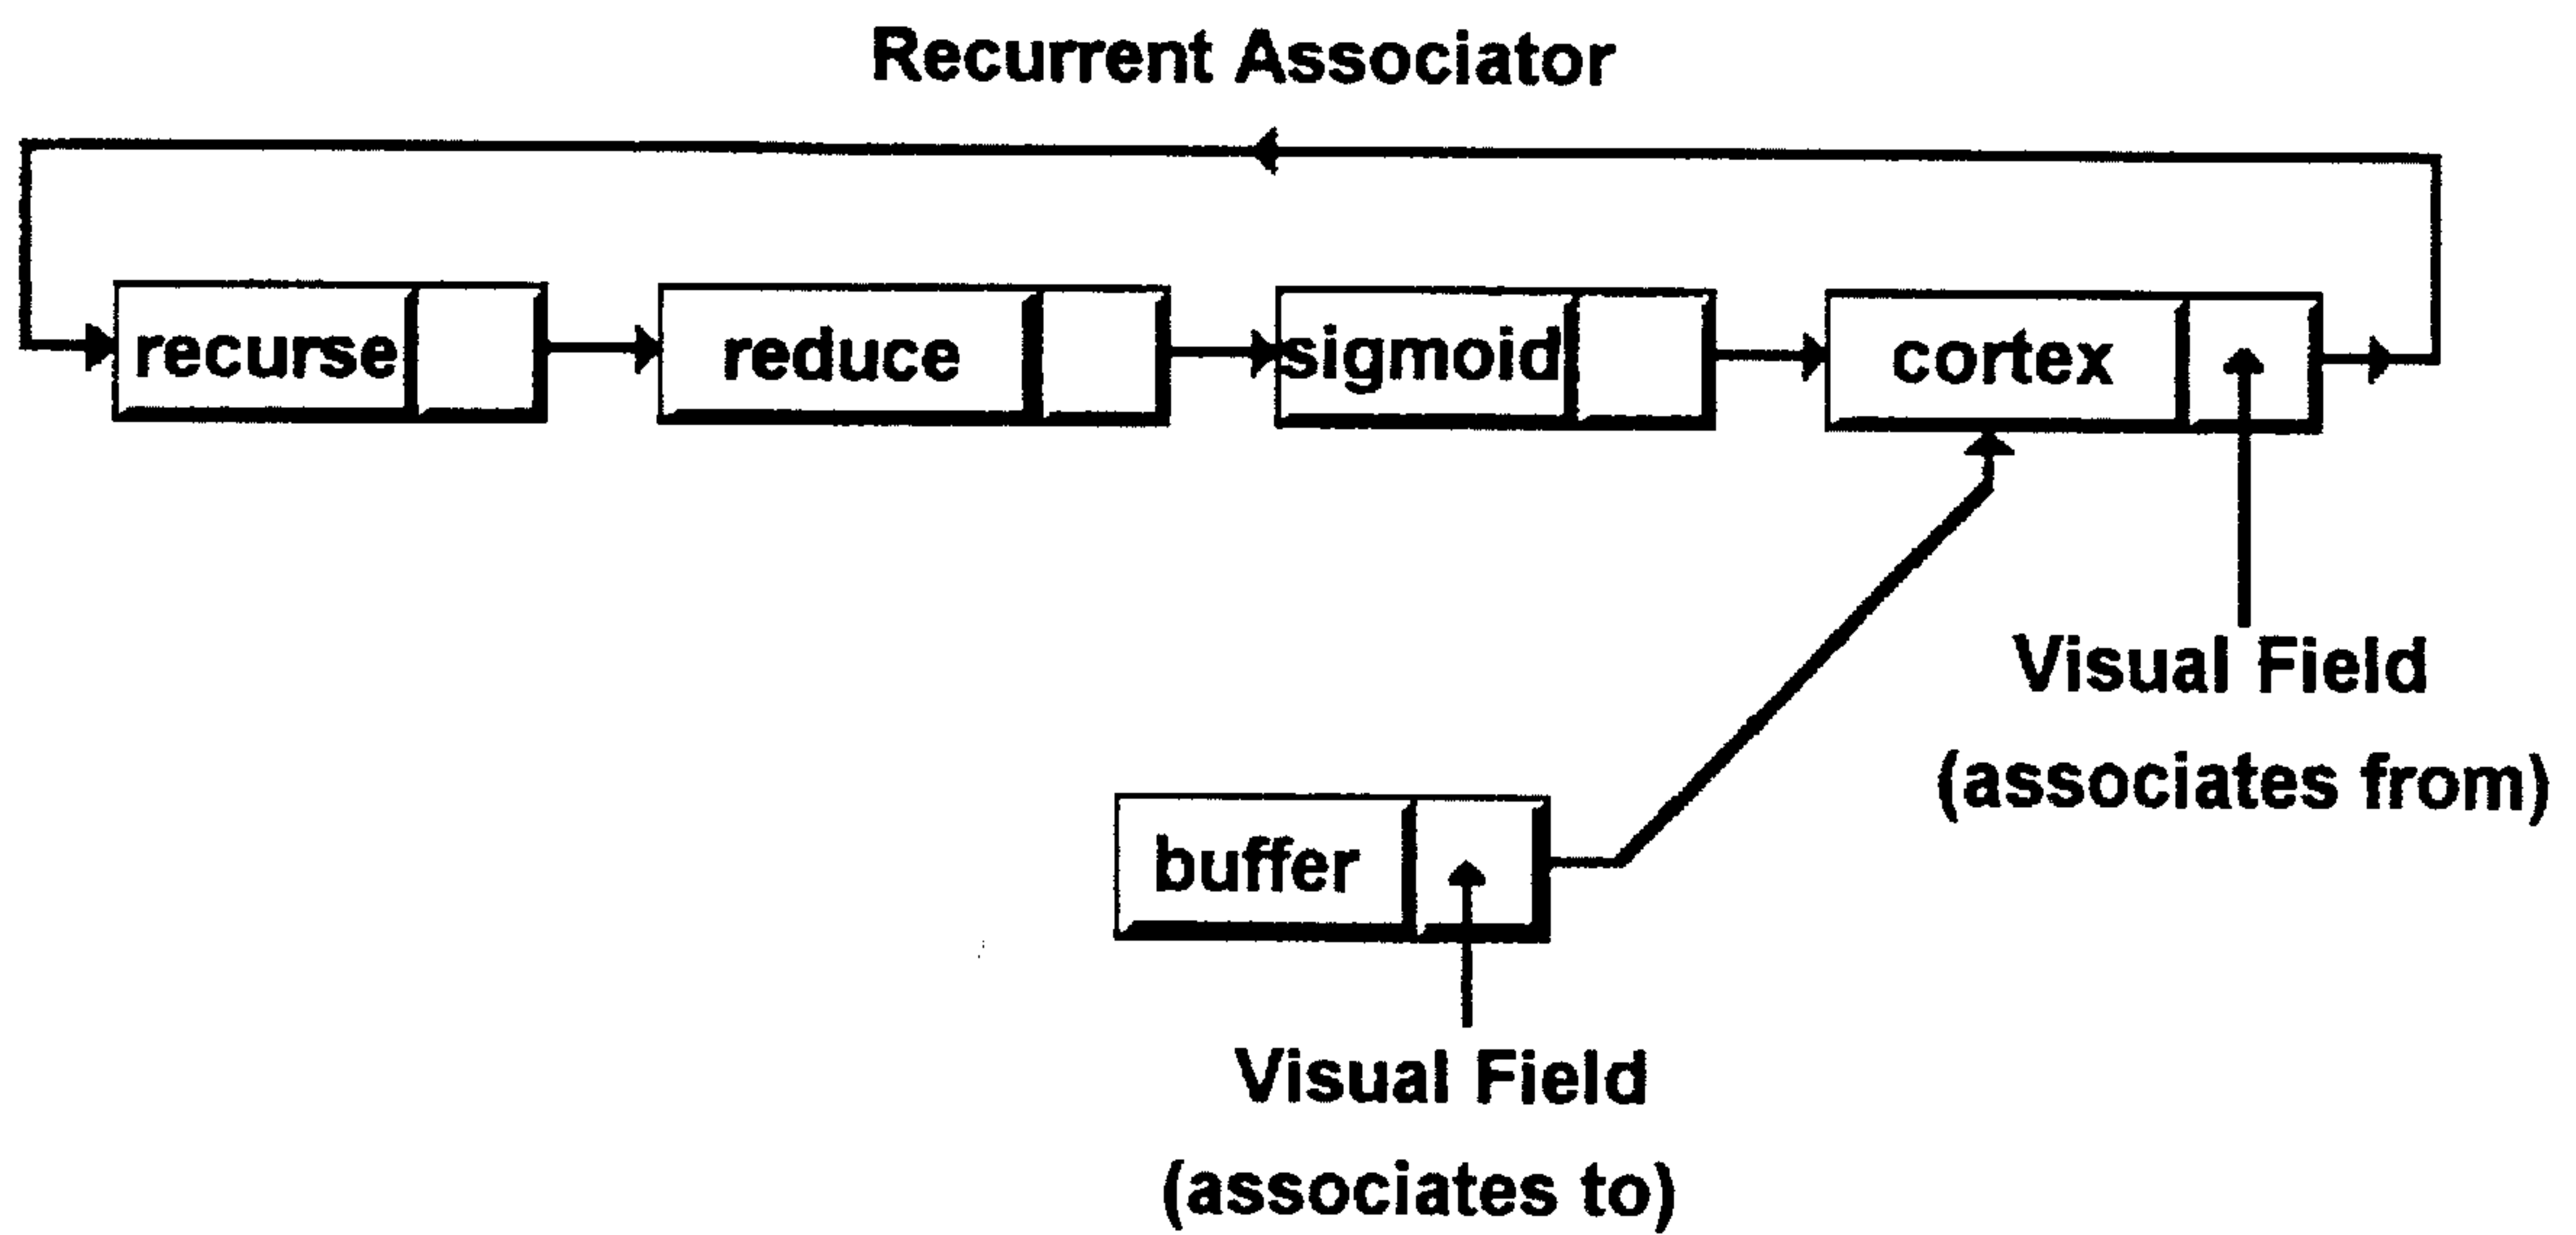 Recurrent Associator
recurse
reduce
sigmoid
cortex
Visual Field
(associates from)
buffer
Visual Field
(associates to)